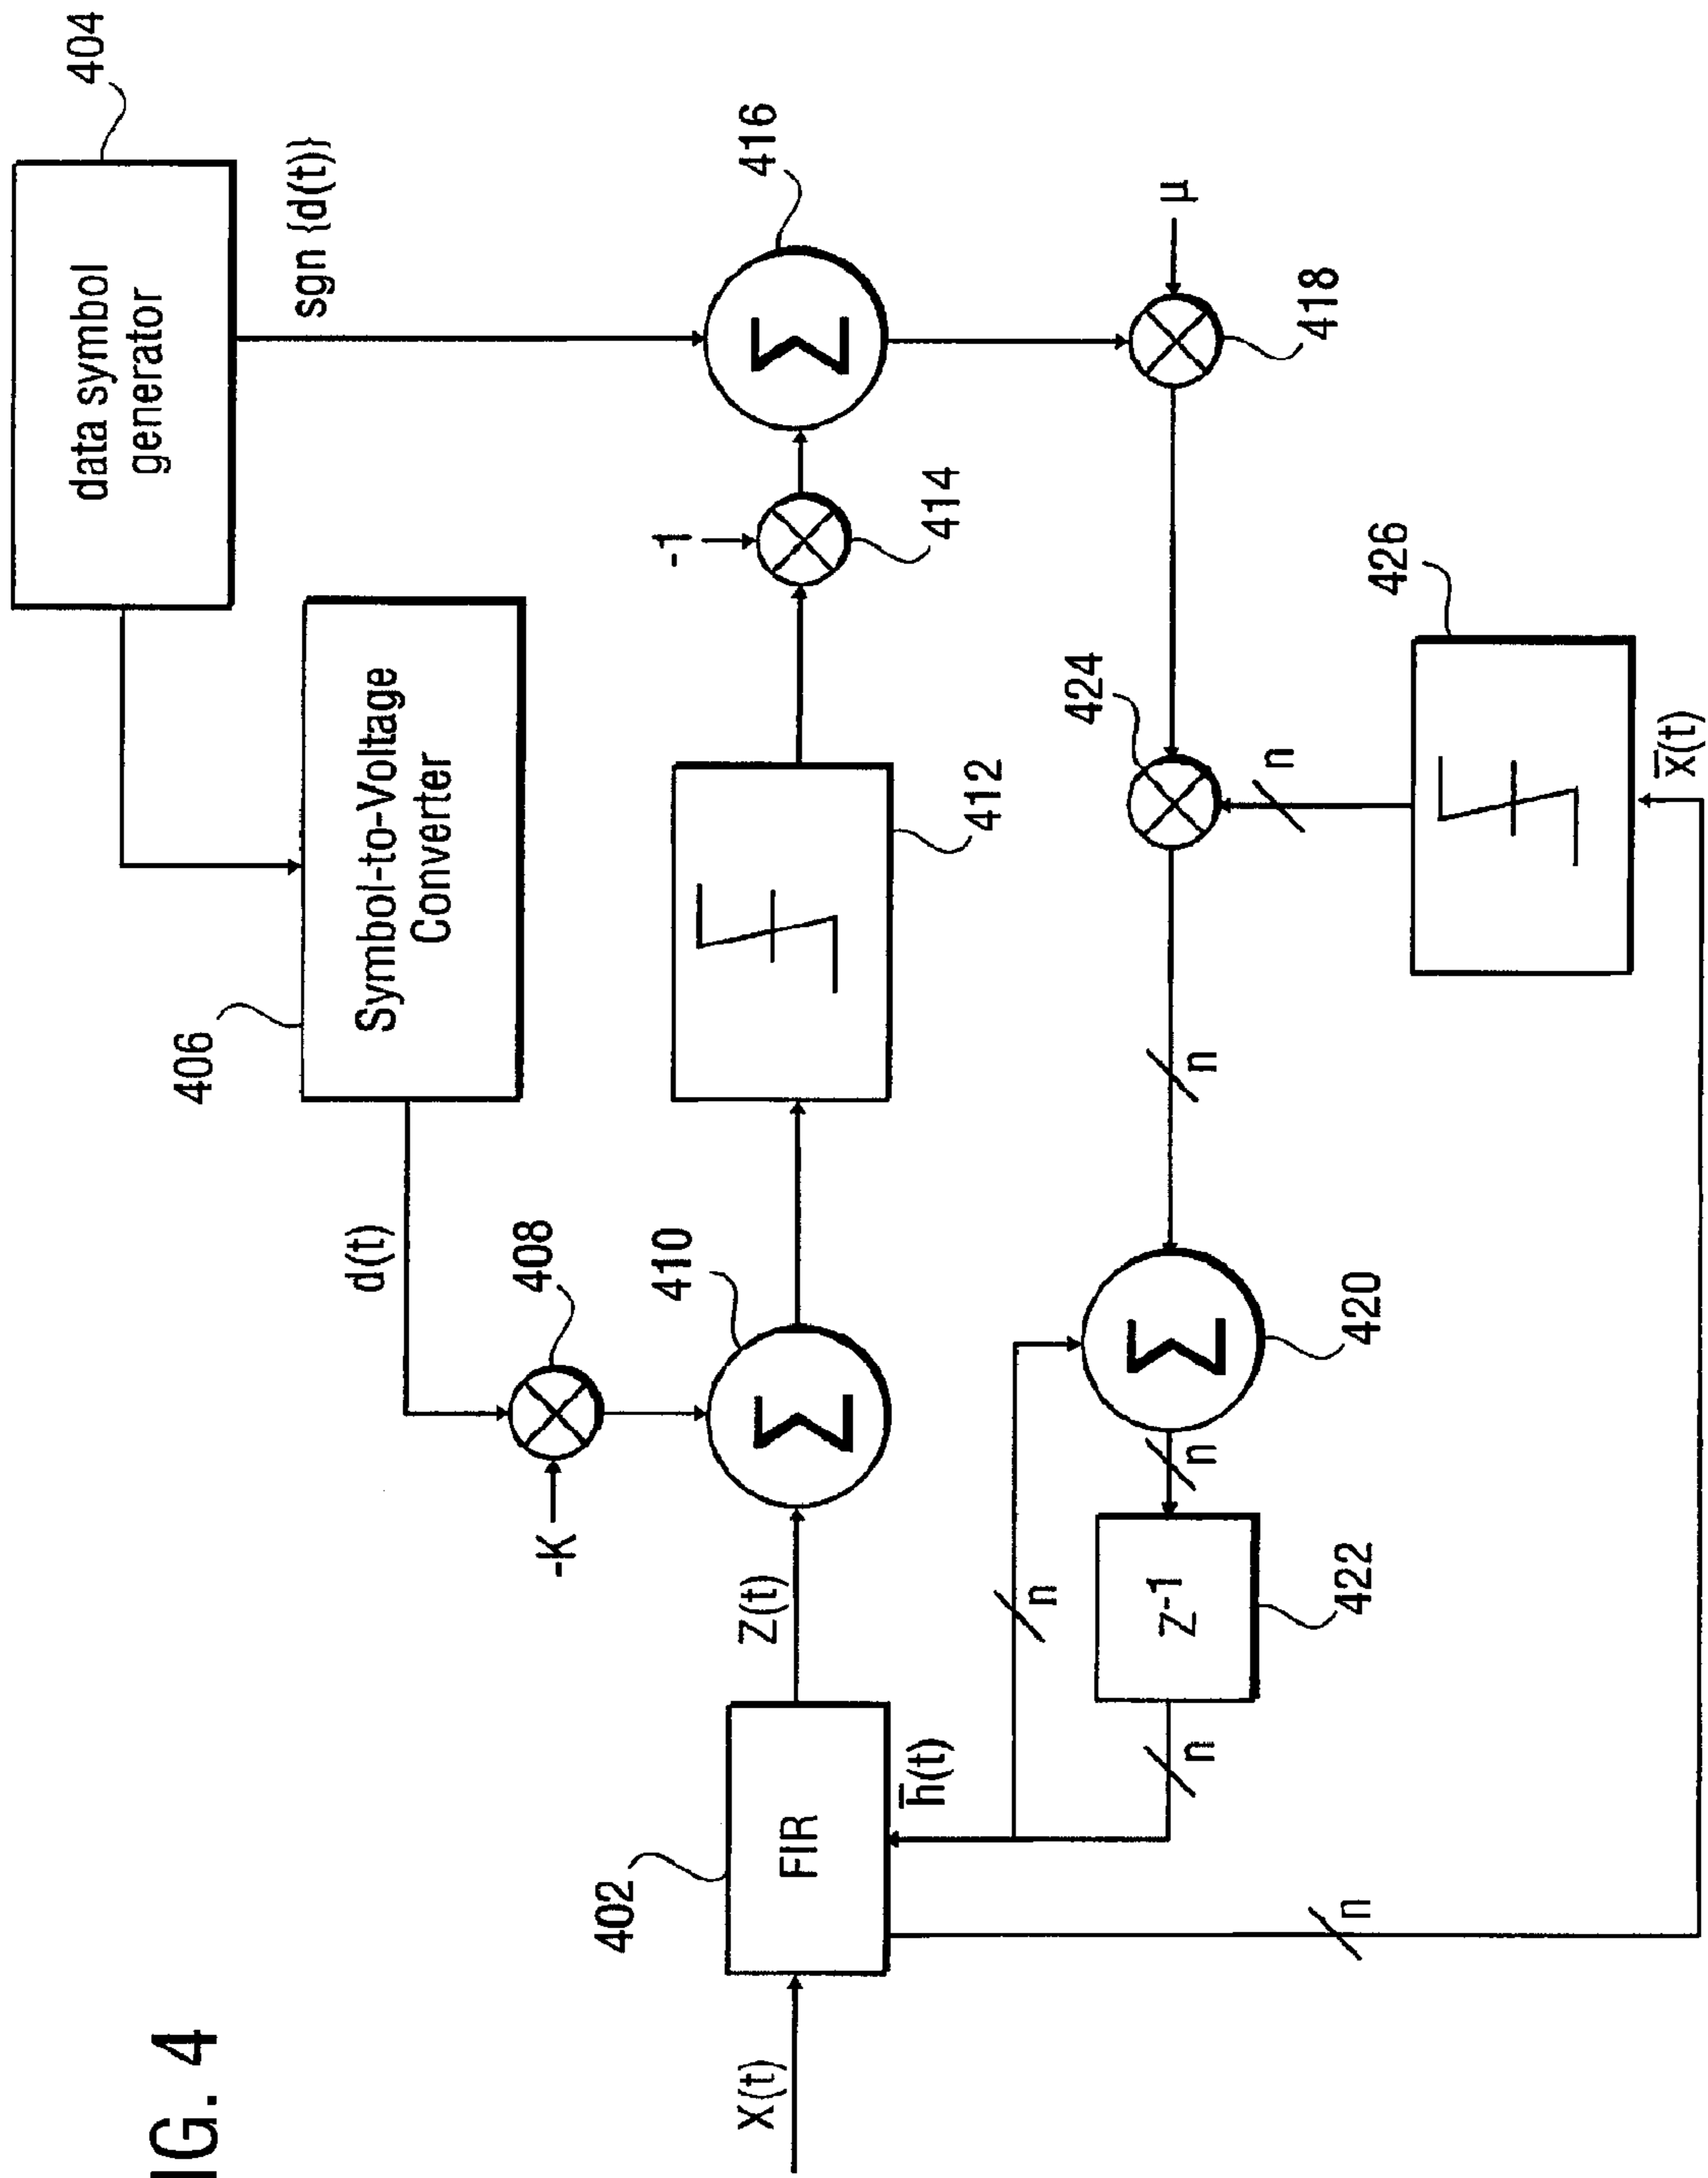 IG. 4
404
data symbol
generator
sgn {d(t)}
406
Symbol-to-Voltage
Converter
d(t)
408
-K
410
412
-1
414
416
402
X(t)
FIR
Z(t)
h̅(t)
n
n
422
z-1
n
420
n
424
n
426
x̅(t)
418
μ
n